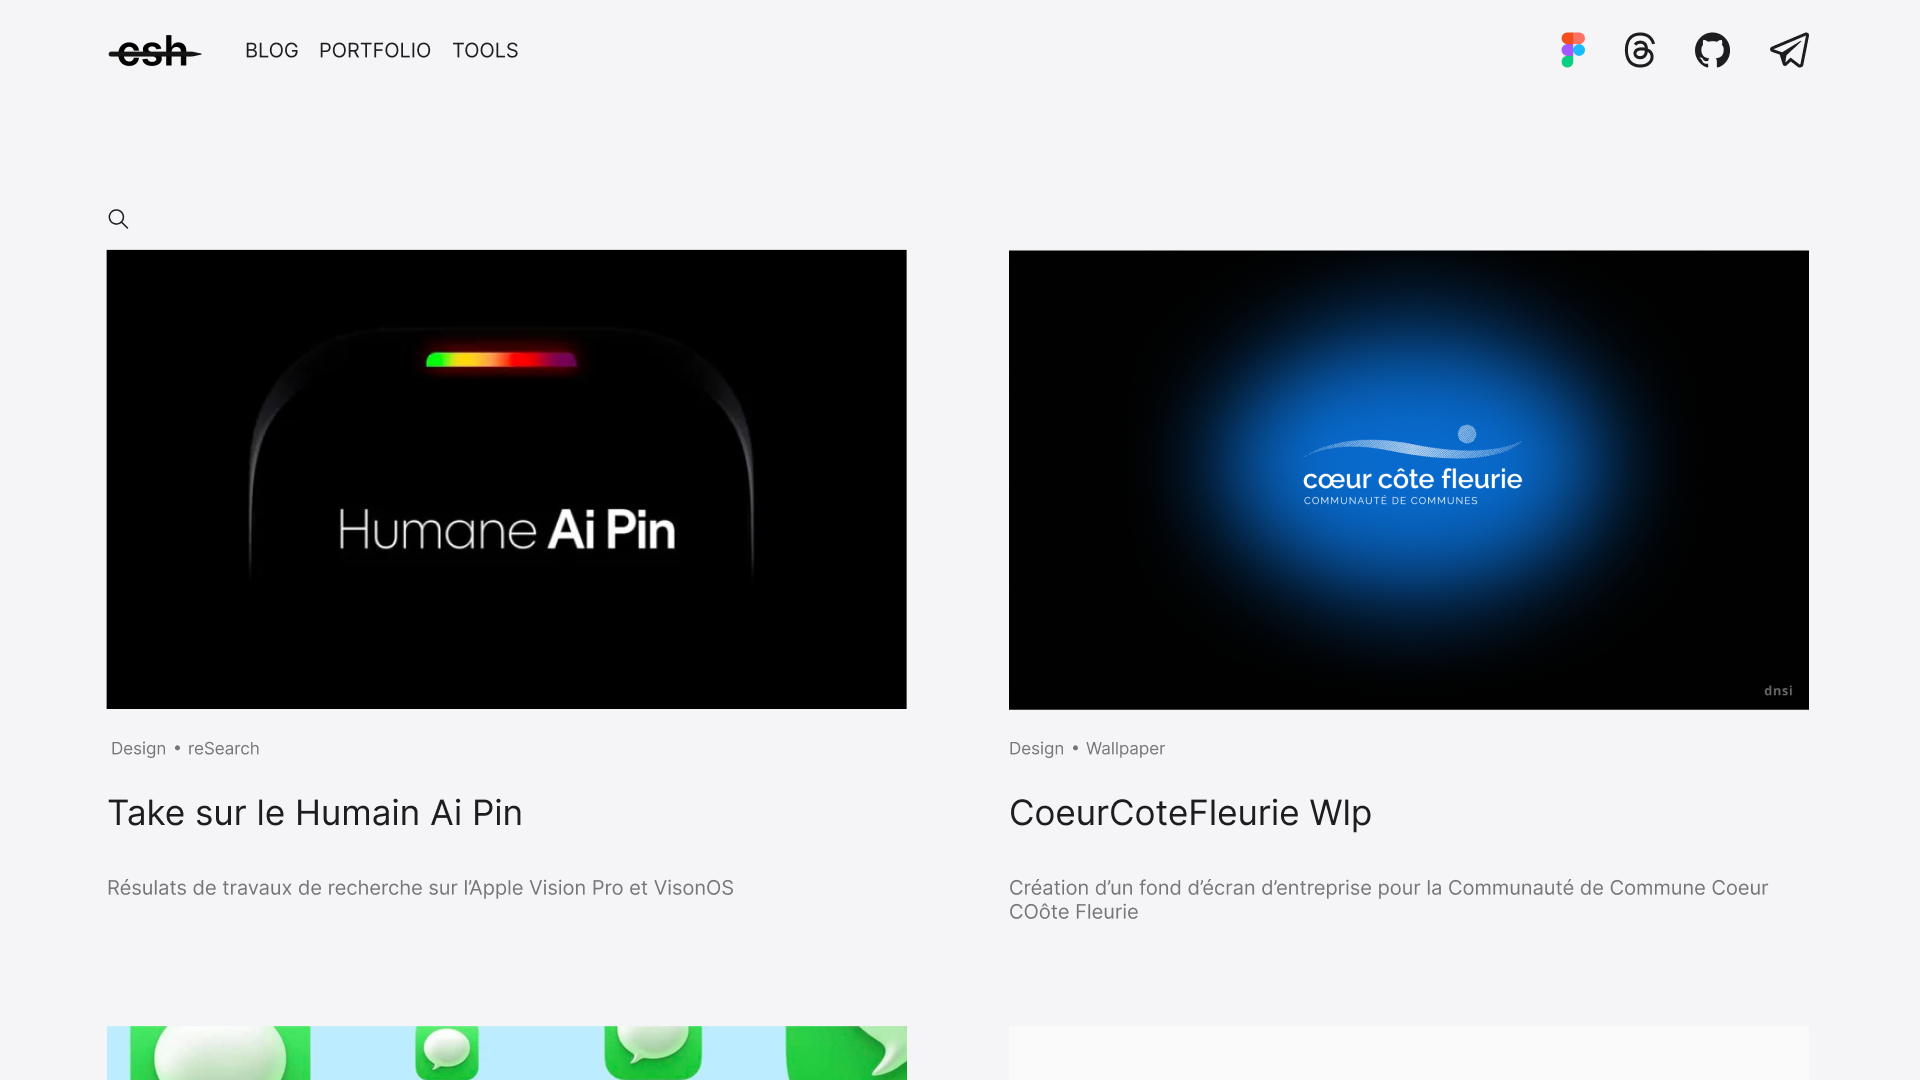 csh
BLOG
PORTFOLIO
TOOLS
Humane Ai Pin
cœur côte fleurie
COMMUNAUTÉ DE COMMUNES
dnsi
Design • reSearch
Take sur le Humain Ai Pin
Résulats de travaux de recherche sur l’Apple Vision Pro et VisonOS
Design • Wallpaper
CoeurCoteFleurie Wlp
Création d’un fond d’écran d’entreprise pour la Communauté de Commune Coeur
COôte Fleurie